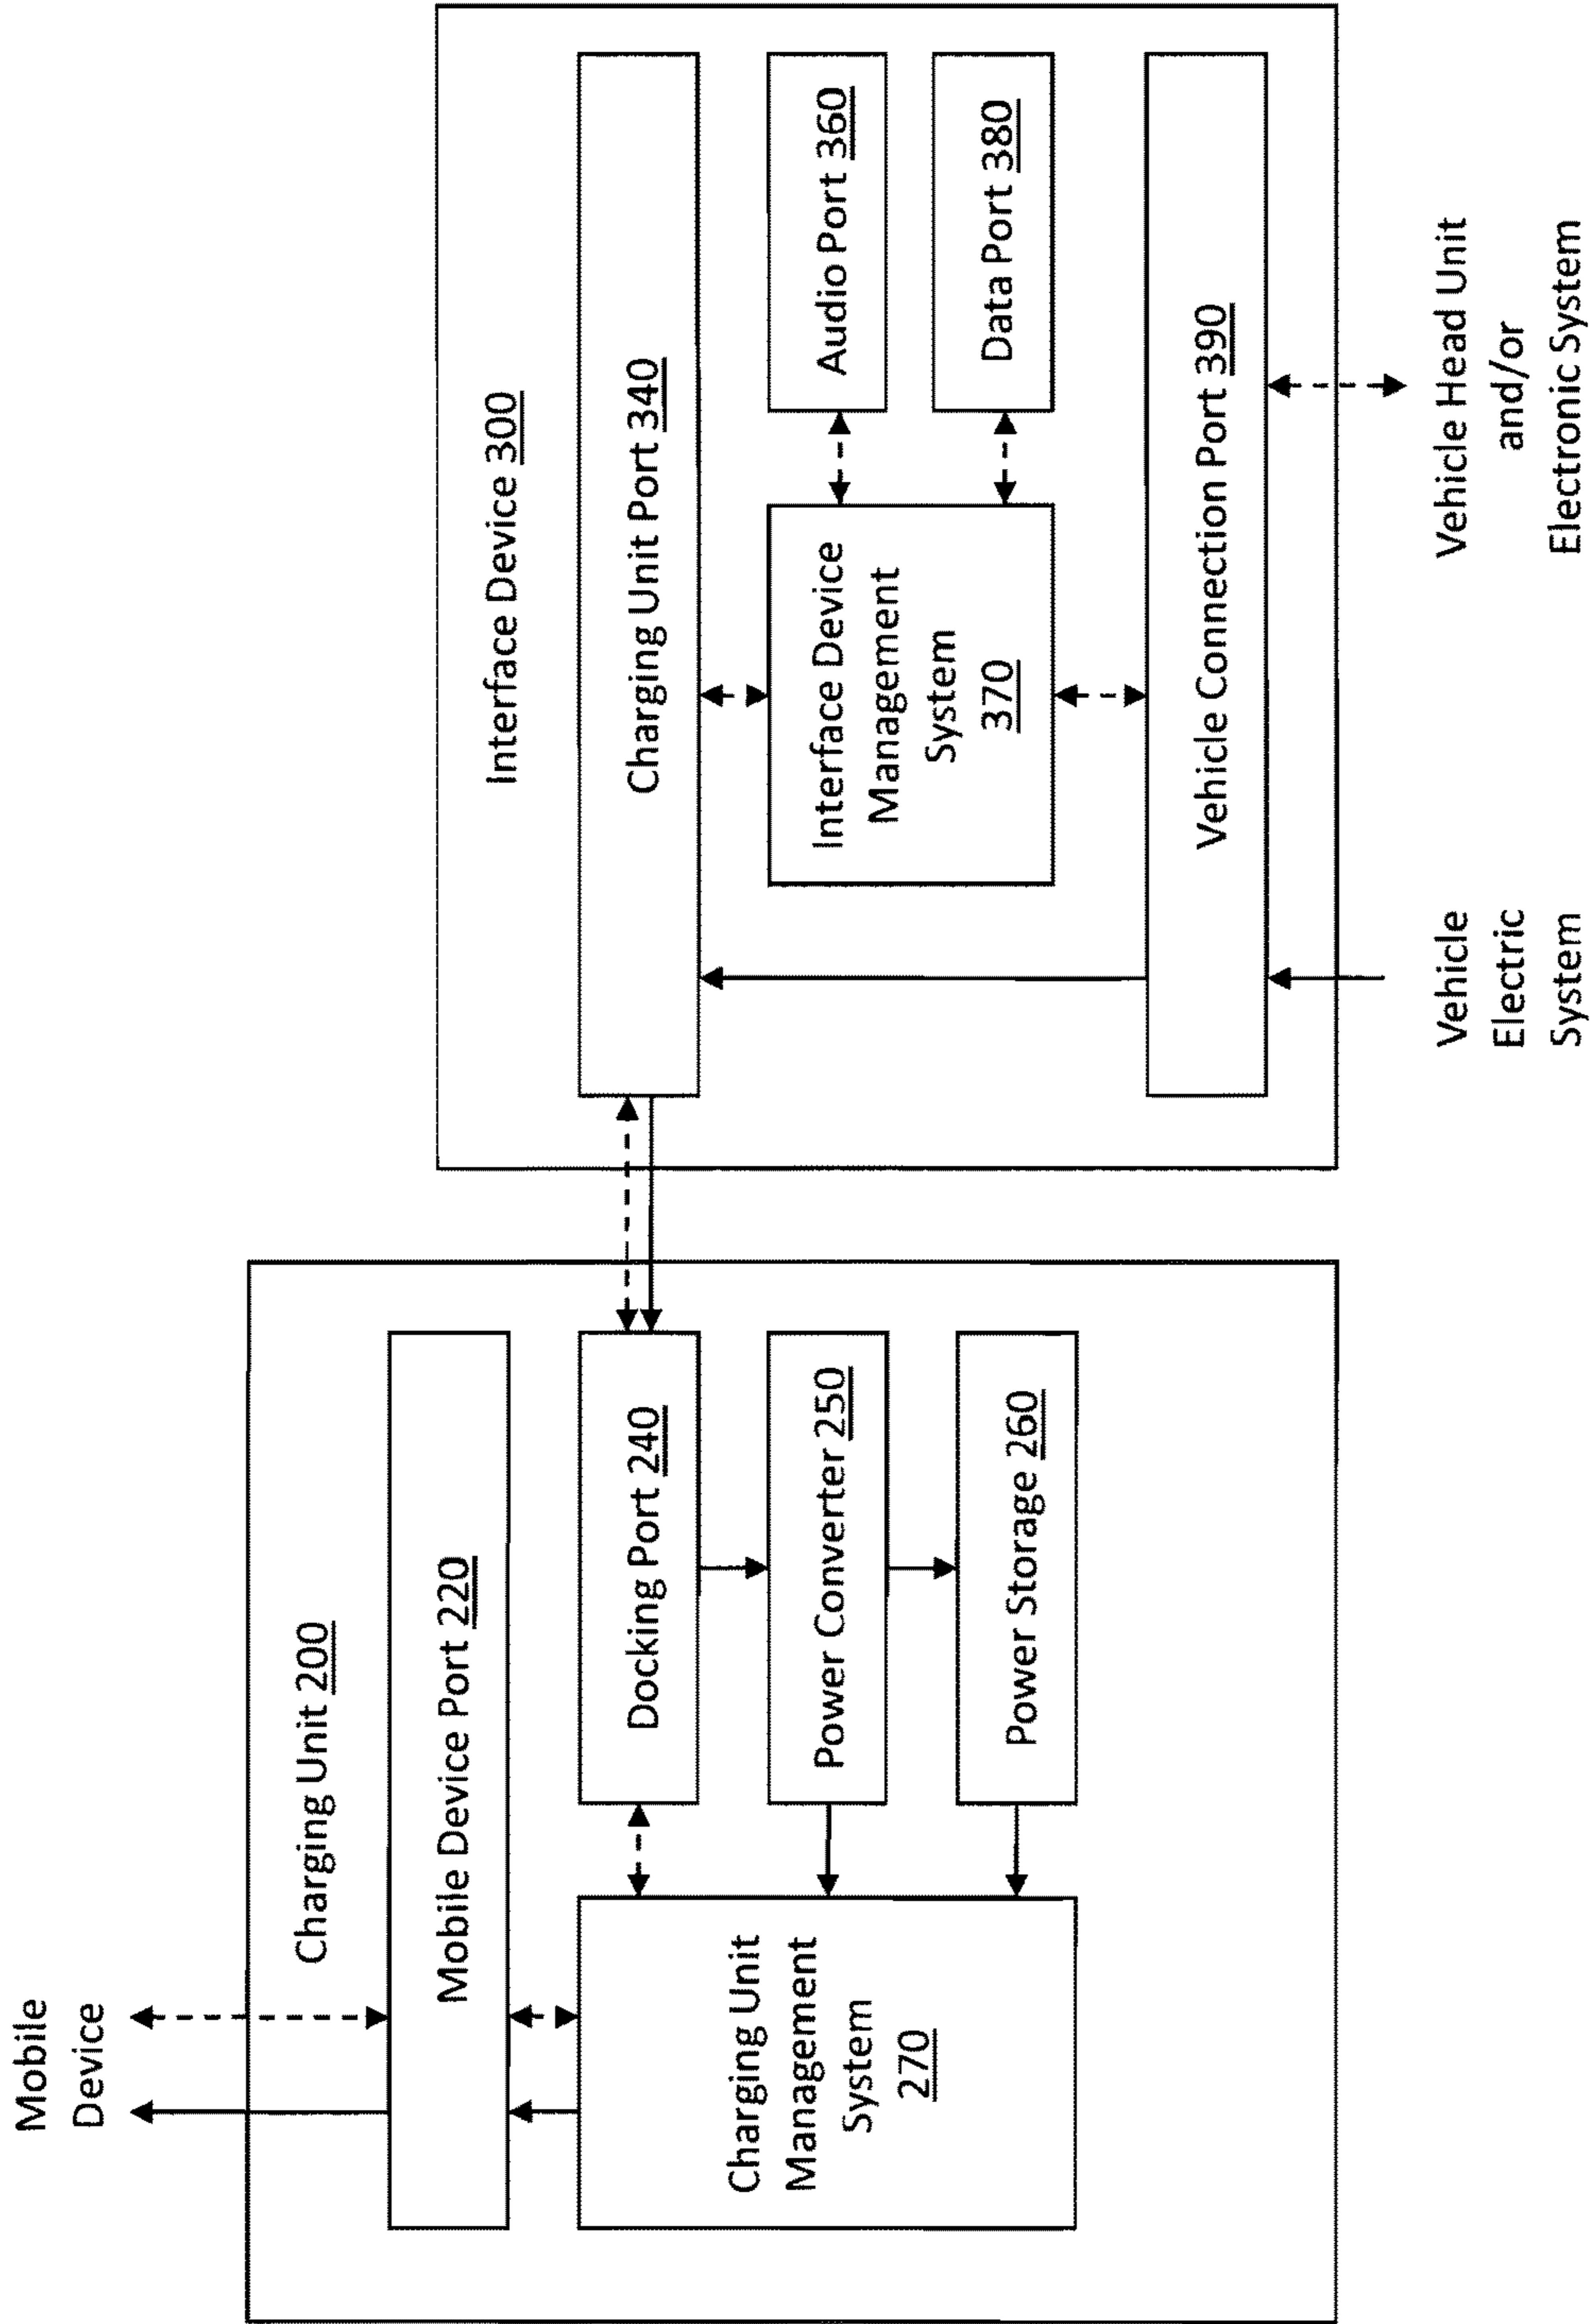 Mobile
Device
Charging Unit 200
Mobile Device Port 220
Charging Unit
Management
System
270
Docking Port 240
Power Converter 250
Power Storage 260
Interface Device 300
Charging Unit Port 340
Interface Device
Management
System
370
Audio Port 360
Data Port 380
Vehicle Connection Port 390
Vehicle
Electric
System
Vehicle Head Unit
and/or
Electronic System